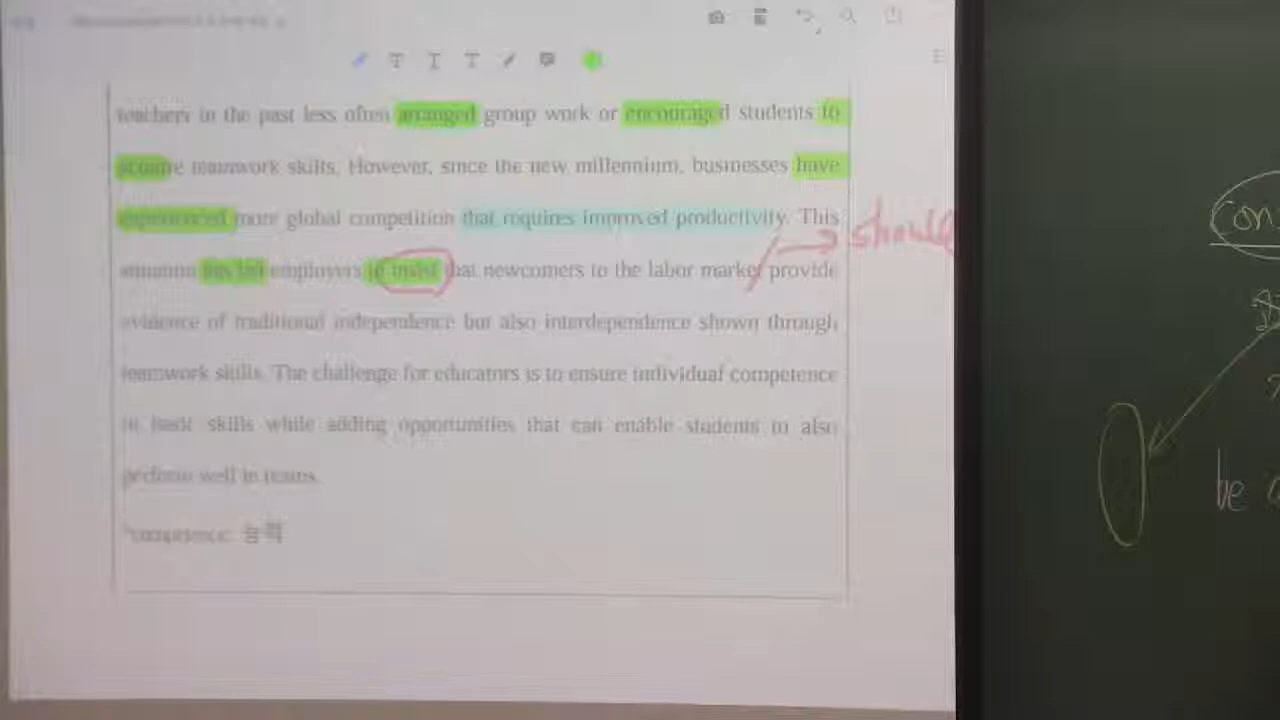 teachers in the past less often arranged group work or encouraged students to
acquire teamwork skills. However, since the new millennium, businesses have
experienced more global competition that requires improved productivity. This
→ should
situation has led employers to insist that newcomers to the labor market provide
evidence of traditional independence but also interdependence shown through
teamwork skills. The challenge for educators is to ensure individual competence
in basic skills while adding opportunities that can enable students to also
perform well in teams.
*competence: 능력
con
be